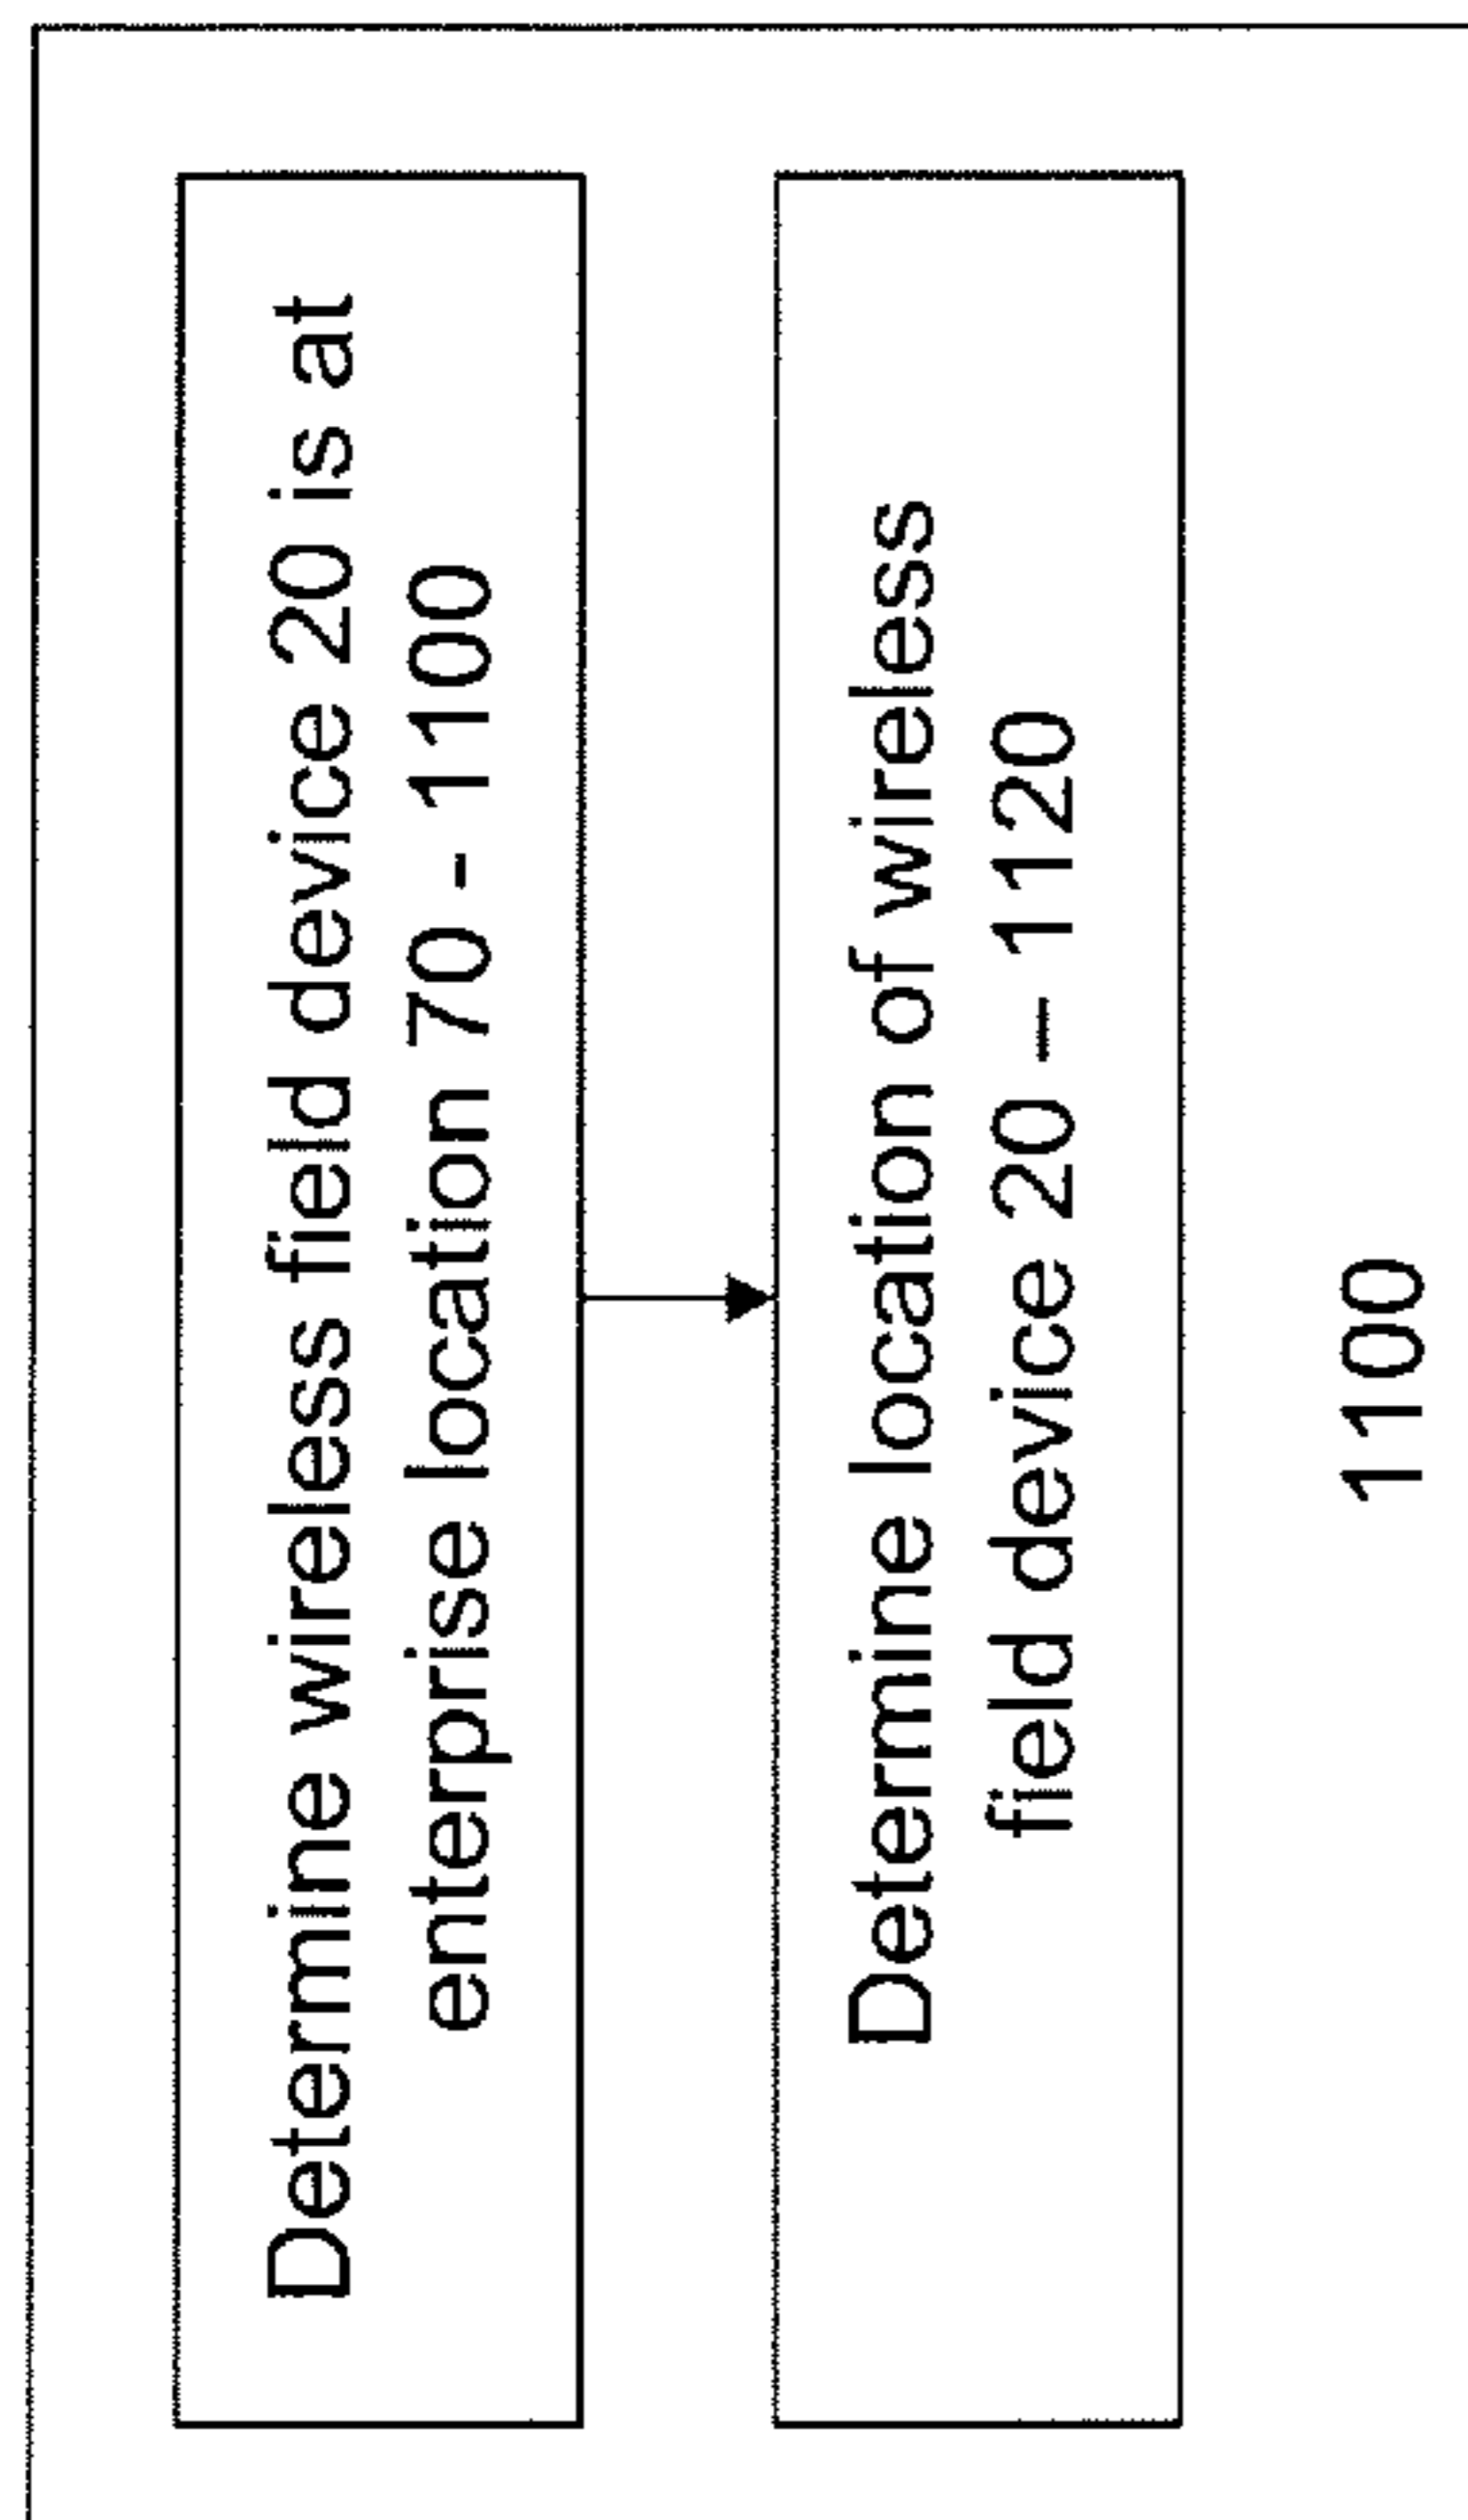 Determine wireless field device 20 is at
enterprise location 70 - 1100
Determine location of wireless
field device 20 – 1120
1100